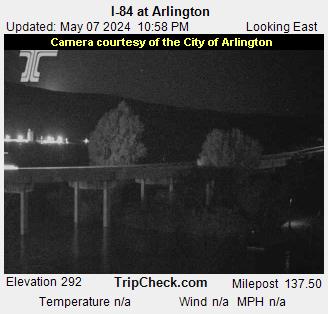 I-84 at Arlington
Updated: May 07 2024 10:58 PM Looking East
Camera courtesy of the City of Arlington
Elevation 292 TripCheck.com Milepost 137.50
Temperature n/a Wind n/a MPH n/a